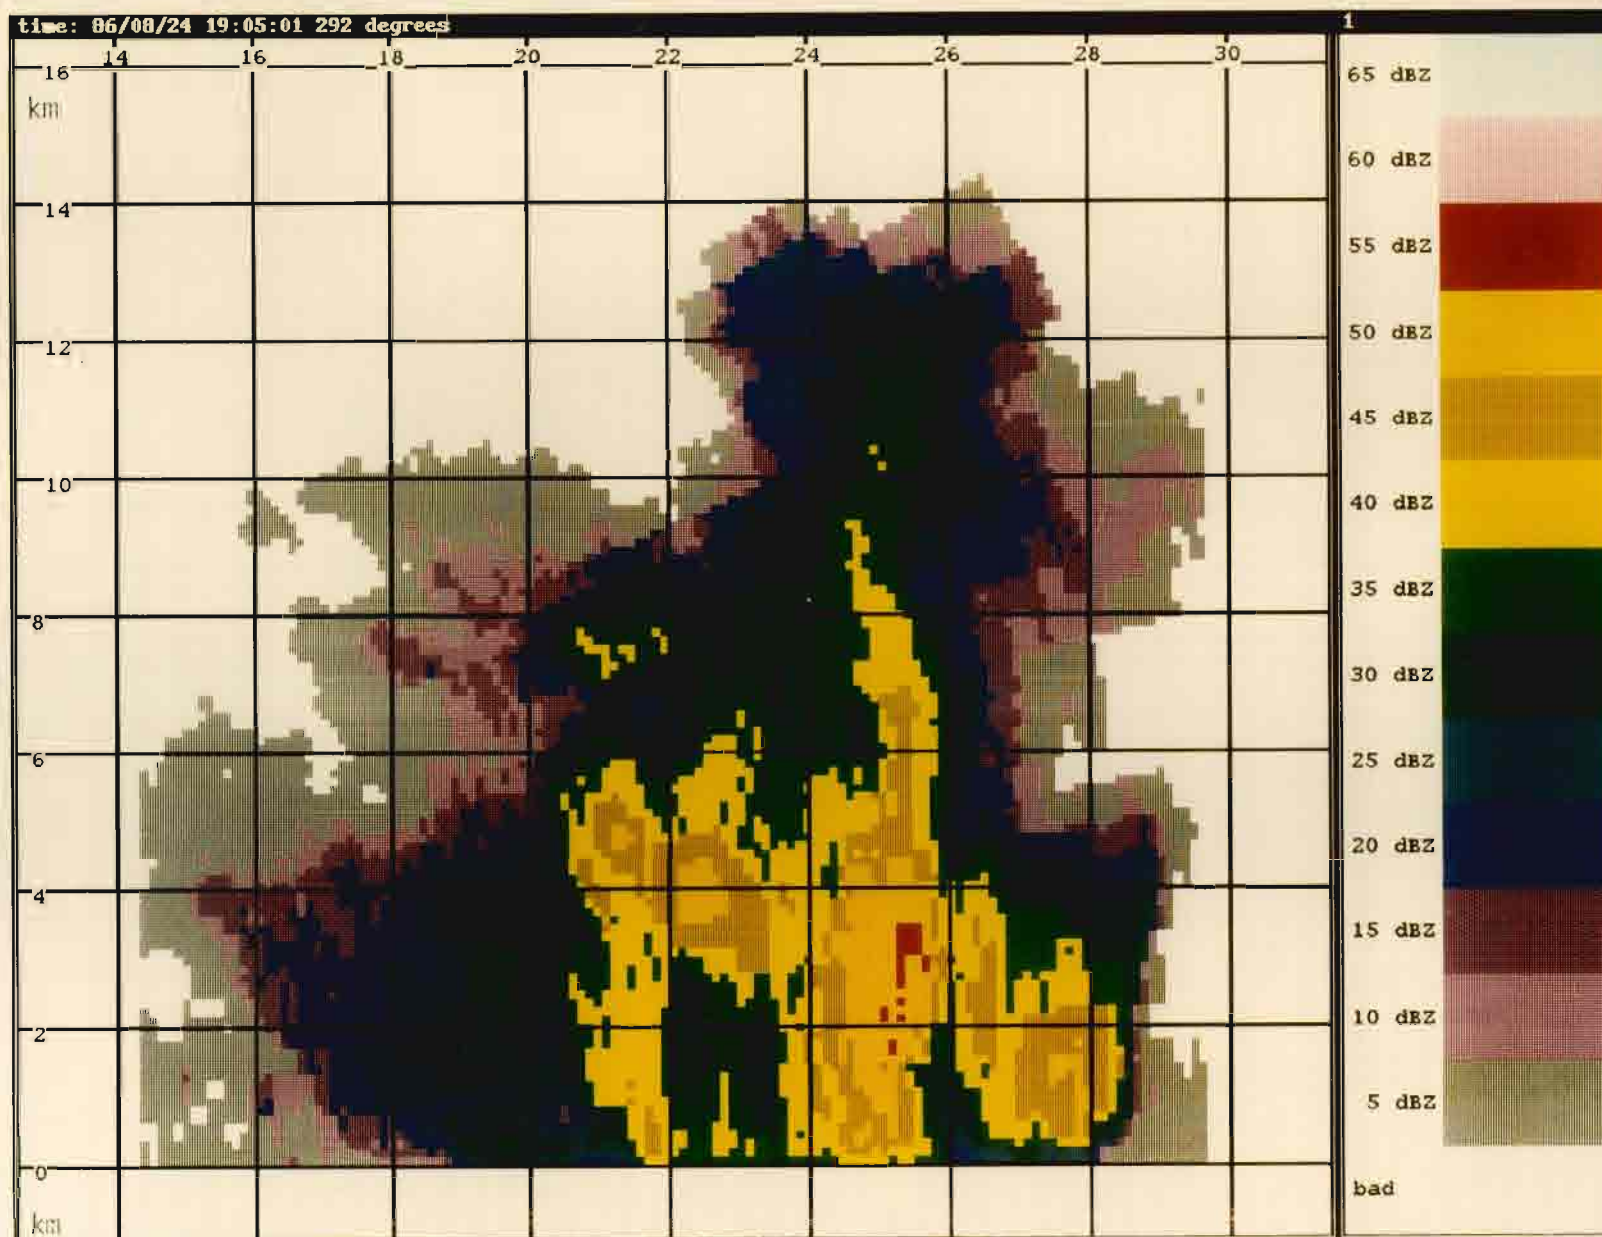 time: 86/08/24 19:05:01 292 degrees
1
14 16 18 20 22 24 26 28 30
16
km
14
12
10
8
6
4
2
0
km
65 dBZ
60 dBZ
55 dBZ
50 dBZ
45 dBZ
40 dBZ
35 dBZ
30 dBZ
25 dBZ
20 dBZ
15 dBZ
10 dBZ
5 dBZ
bad